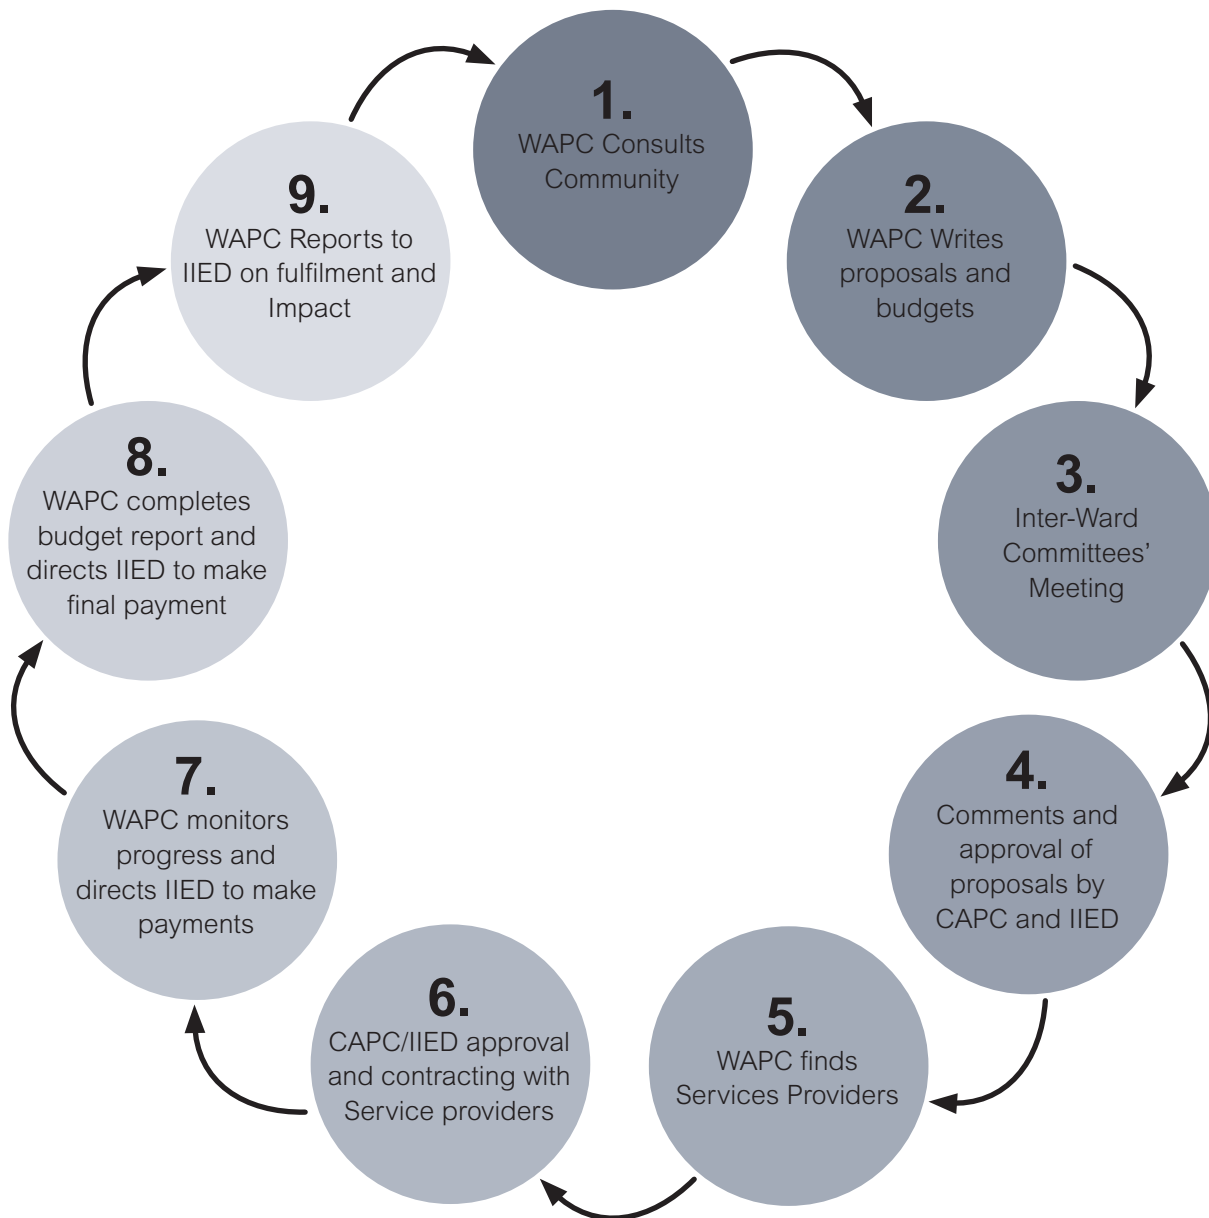 1.
WAPC Consults
Community
2.
WAPC Writes
proposals and
budgets
3.
Inter-Ward
Committees’
Meeting
4.
Comments and
approval of
proposals by
CAPC and IIED
5.
WAPC finds
Services Providers
6.
CAPC/IIED approval
and contracting with
Service providers
7.
WAPC monitors
progress and
directs IIED to make
payments
8.
WAPC completes
budget report and
directs IIED to make
final payment
9.
WAPC Reports to
IIED on fulfilment and
Impact